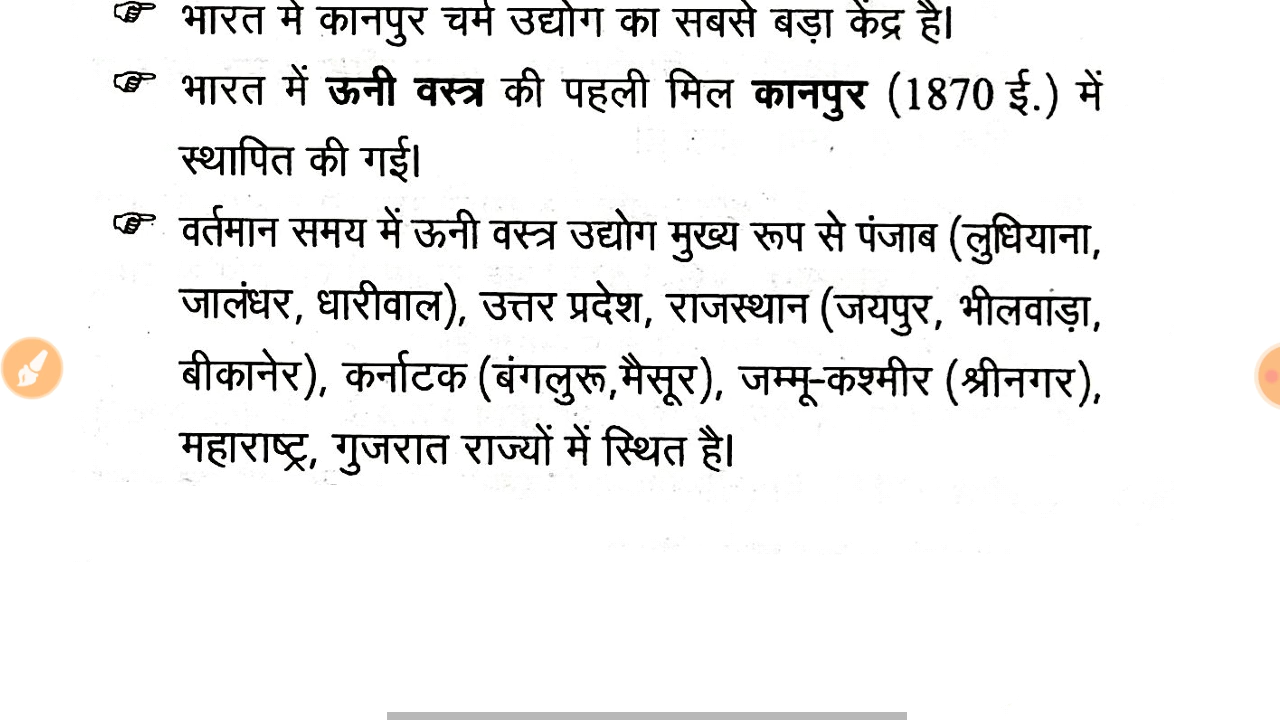 ☞ भारत में कानपुर चर्म उद्योग का सबसे बड़ा केंद्र है।
☞ भारत में ऊनी वस्त्र की पहली मिल कानपुर (1870 ई.) में
स्थापित की गई।
☞ वर्तमान समय में ऊनी वस्त्र उद्योग मुख्य रूप से पंजाब (लुधियाना,
जालंधर, धारीवाल), उत्तर प्रदेश, राजस्थान (जयपुर, भीलवाड़ा,
बीकानेर), कर्नाटक (बंगलुरू,मैसूर), जम्मू-कश्मीर (श्रीनगर),
महाराष्ट्र, गुजरात राज्यों में स्थित है।